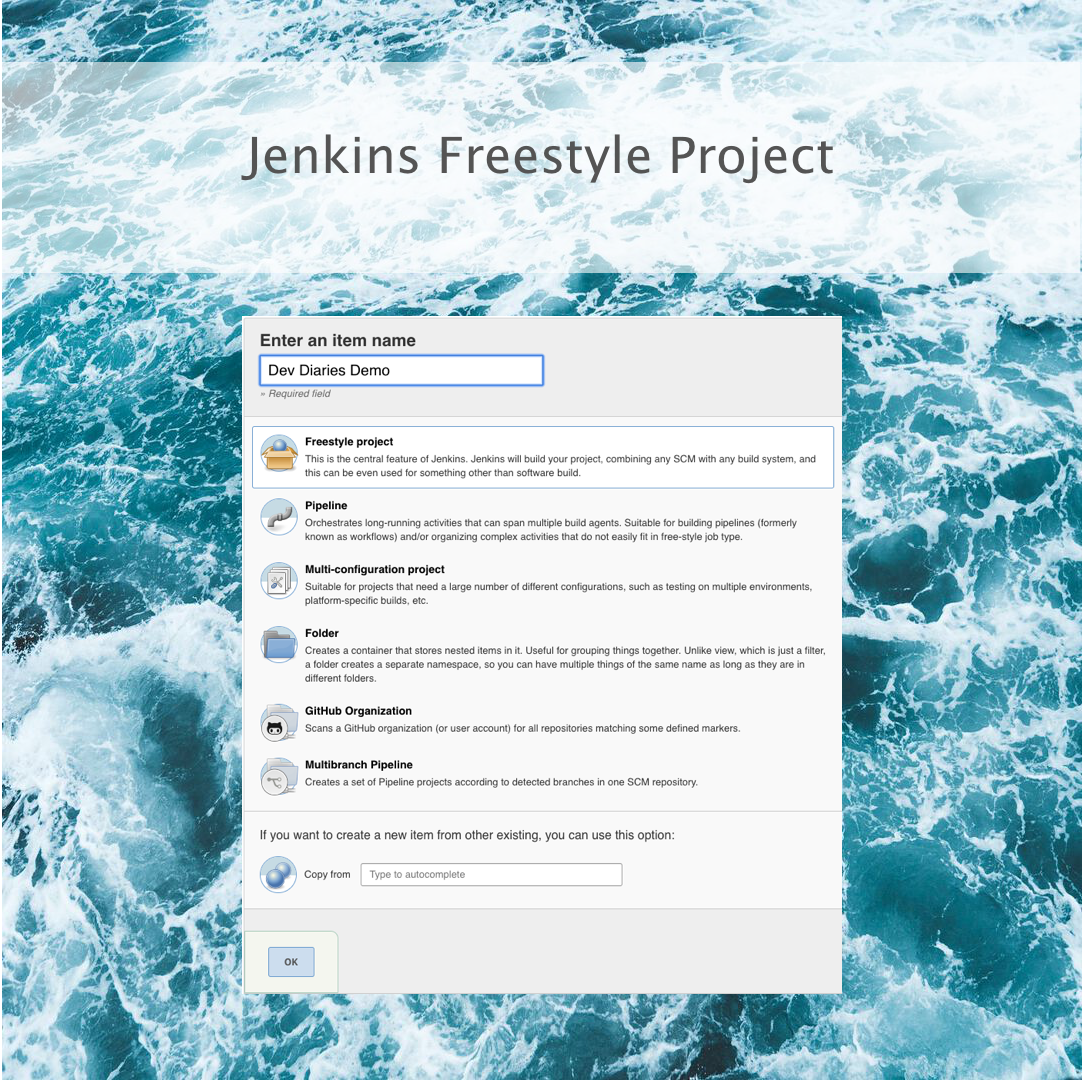 Jenkins Freestyle Project
Enter an item name
Dev Diaries Demo
» Required field
Freestyle project
This is the central feature of Jenkins. Jenkins will build your project, combining any SCM with any build system, and
this can be even used for something other than software build.
Pipeline
Orchestrates long-running activities that can span multiple build agents. Suitable for building pipelines (formerly
known as workflows) and/or organizing complex activities that do not easily fit in free-style job type.
Multi-configuration project
Suitable for projects that need a large number of different configurations, such as testing on multiple environments,
platform-specific builds, etc.
Folder
Creates a container that stores nested items in it. Useful for grouping things together. Unlike view, which is just a filter,
a folder creates a separate namespace, so you can have multiple things of the same name as long as they are in
different folders.
GitHub Organization
Scans a GitHub organization (or user account) for all repositories matching some defined markers.
Multibranch Pipeline
Creates a set of Pipeline projects according to detected branches in one SCM repository.
If you want to create a new item from other existing, you can use this option:
Copy from Type to autocomplete
OK